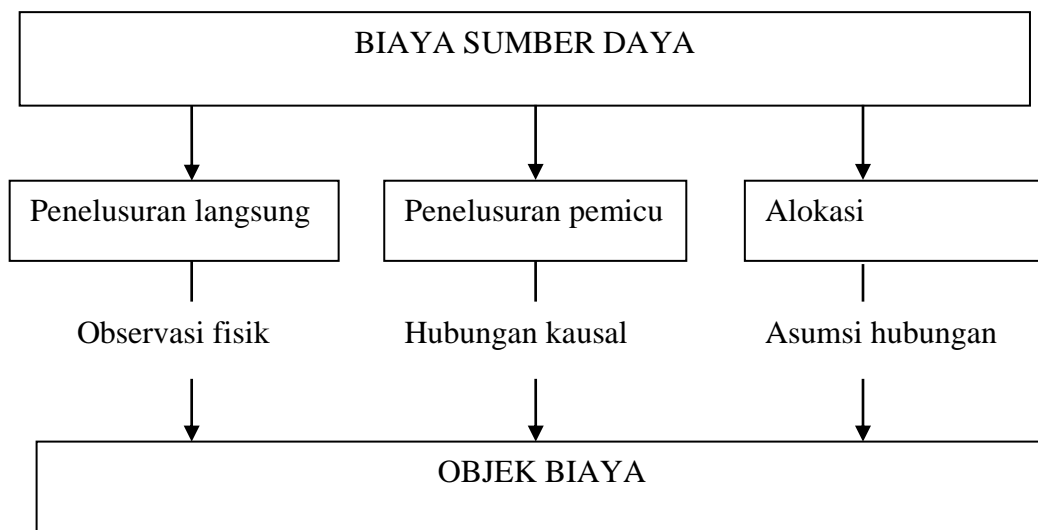 BIAYA SUMBER DAYA
Penelusuran langsung
Penelusuran pemicu
Alokasi
Observasi fisik
Hubungan kausal
Asumsi hubungan
OBJEK BIAYA